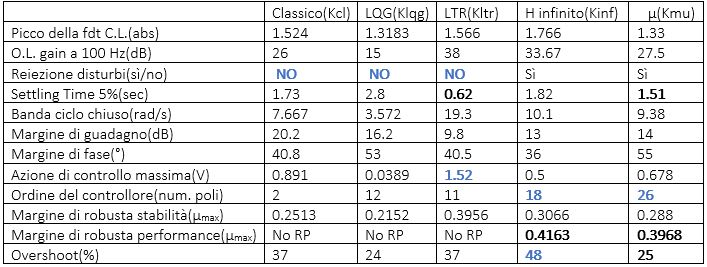 Classico(Kcl) LQG(Klqg) LTR(Kltr) H infinito(Kinf) µ(Kmu)
Picco della fdt C.L.(abs) 1.524 1.3183 1.566 1.766 1.33
O.L. gain a 100 Hz(dB) 26 15 38 33.67 27.5
Reiezione disturbi(sì/no) NO NO NO Sì Sì
Settling Time 5%(sec) 1.73 2.8 0.62 1.82 1.51
Banda ciclo chiuso(rad/s) 7.667 3.572 19.3 10.1 9.38
Margine di guadagno(dB) 20.2 16.2 9.8 13 14
Margine di fase(°) 40.8 53 40.5 36 55
Azione di controllo massima(V) 0.891 0.0389 1.52 0.5 0.678
Ordine del controllore(num. poli) 2 12 11 18 26
Margine di robusta stabilità(µmax) 0.2513 0.2152 0.3956 0.3066 0.288
Margine di robusta performance(µmax) No RP No RP No RP 0.4163 0.3968
Overshoot(%) 37 24 37 48 25